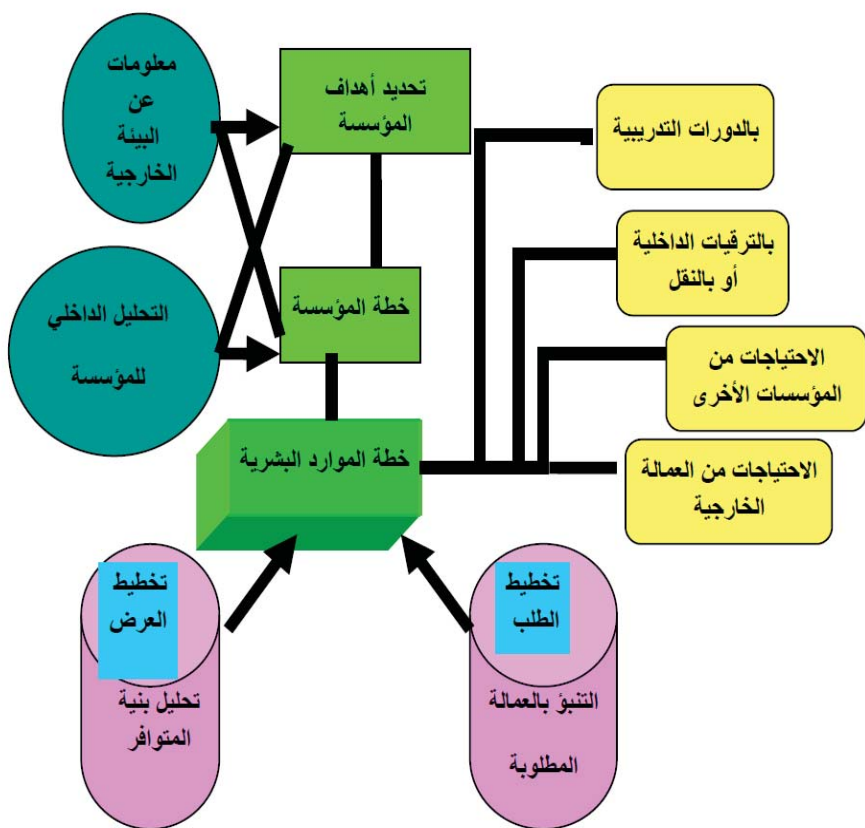 معلومات
عن
البيئة
الخارجية
تحديد أهداف
المؤسسة
بالدورات التدريبية
بالترقيات الداخلية
أو بالنقل
التحليل الداخلي
للمؤسسة
خطة المؤسسة
الاحتياجات من
المؤسسات الأخرى
خطة الموارد البشرية
الاحتياجات من العمالة
الخارجية
تخطيط
الطلب
التنبؤ بالعمالة
المطلوبة
تخطيط
العرض
تحليل بنية
المتوافر